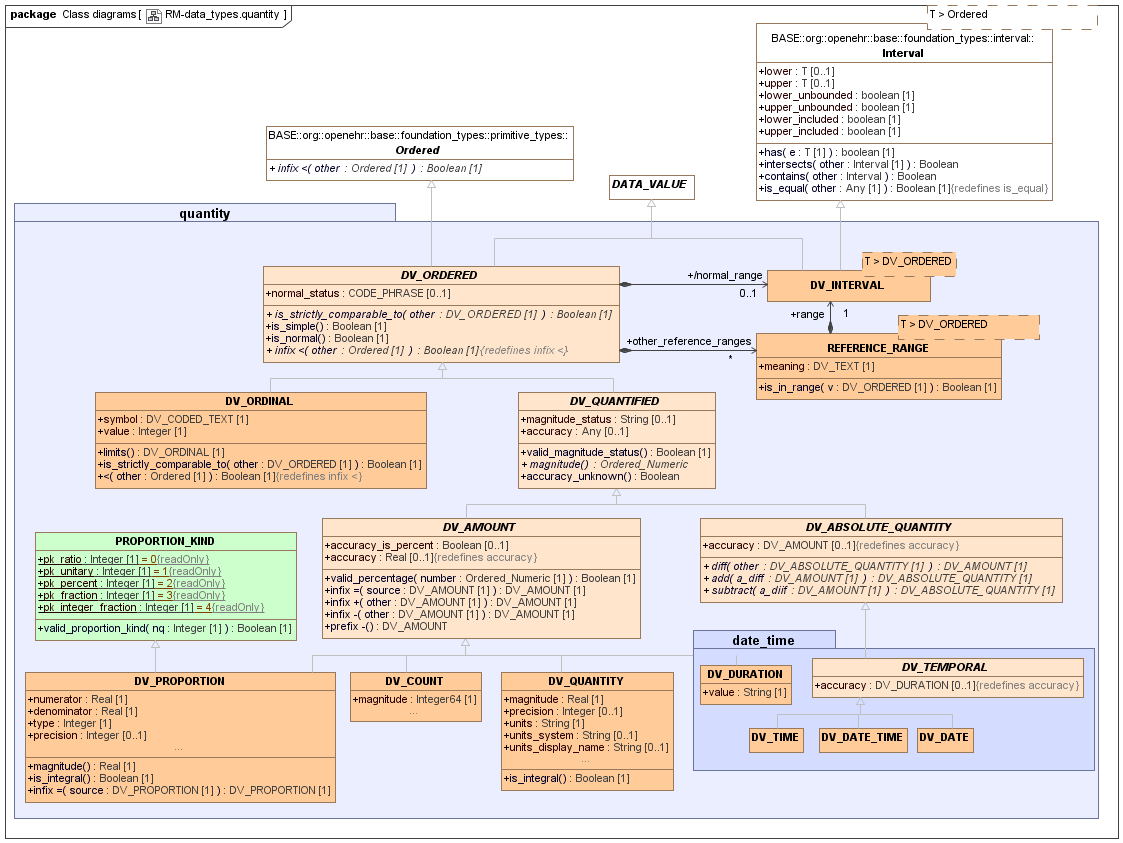 package Class diagrams [ RM-data_types.quantity ]
T > Ordered
BASE::org::openehr::base::foundation_types::interval::
Interval
+lower : T [0..1]
+upper : T [0..1]
+lower_unbounded : boolean [1]
+upper_unbounded : boolean [1]
+lower_included : boolean [1]
+upper_included : boolean [1]
+has( e : T [1] ) : boolean [1]
+intersects( other : Interval [1] ) : Boolean
+contains( other : Interval ) : Boolean
+is_equal( other : Any [1] ) : Boolean [1]{redefines is_equal}
BASE::org::openehr::base::foundation_types::primitive_types::
Ordered
+ infix <( other : Ordered [1] ) : Boolean [1]
DATA_VALUE
quantity
DV_ORDERED
+normal_status : CODE_PHRASE [0..1]
+ is_strictly_comparable_to( other : DV_ORDERED [1] ) : Boolean [1]
+is_simple() : Boolean [1]
+is_normal() : Boolean [1]
+ infix <( other : Ordered [1] ) : Boolean [1]{redefines infix <}
+/normal_range
0..1
T > DV_ORDERED
DV_INTERVAL
+range
1
+other_reference_ranges
*
T > DV_ORDERED
REFERENCE_RANGE
+meaning : DV_TEXT [1]
+is_in_range( v : DV_ORDERED [1] ) : Boolean [1]
DV_ORDINAL
+symbol : DV_CODED_TEXT [1]
+value : Integer [1]
+limits() : DV_ORDINAL [1]
+is_strictly_comparable_to( other : DV_ORDERED [1] ) : Boolean [1]
+<( other : Ordered [1] ) : Boolean [1]{redefines infix <}
DV_QUANTIFIED
+magnitude_status : String [0..1]
+accuracy : Any [0..1]
+valid_magnitude_status() : Boolean [1]
+ magnitude() : Ordered_Numeric
+accuracy_unknown() : Boolean
PROPORTION_KIND
+pk_ratio : Integer [1] = 0{readOnly}
+pk_unitary : Integer [1] = 1{readOnly}
+pk_percent : Integer [1] = 2{readOnly}
+pk_fraction : Integer [1] = 3{readOnly}
+pk_integer_fraction : Integer [1] = 4{readOnly}
+valid_proportion_kind( nq : Integer [1] ) : Boolean [1]
DV_AMOUNT
+accuracy_is_percent : Boolean [0..1]
+accuracy : Real [0..1]{redefines accuracy}
+valid_percentage( number : Ordered_Numeric [1] ) : Boolean [1]
+infix =( source : DV_AMOUNT [1] ) : DV_AMOUNT [1]
+infix +( other : DV_AMOUNT [1] ) : DV_AMOUNT [1]
+infix -( other : DV_AMOUNT [1] ) : DV_AMOUNT [1]
+prefix -() : DV_AMOUNT
DV_ABSOLUTE_QUANTITY
+accuracy : DV_AMOUNT [0..1]{redefines accuracy}
+ diff( other : DV_ABSOLUTE_QUANTITY [1] ) : DV_AMOUNT [1]
+ add( a_diff : DV_AMOUNT [1] ) : DV_ABSOLUTE_QUANTITY [1]
+ subtract( a_diif : DV_AMOUNT [1] ) : DV_ABSOLUTE_QUANTITY [1]
DV_PROPORTION
+numerator : Real [1]
+denominator : Real [1]
+type : Integer [1]
+precision : Integer [0..1]
...
+magnitude() : Real [1]
+is_integral() : Boolean [1]
+infix =( source : DV_PROPORTION [1] ) : DV_PROPORTION [1]
DV_COUNT
+magnitude : Integer64 [1]
...
DV_QUANTITY
+magnitude : Real [1]
+precision : Integer [0..1]
+units : String [1]
+units_system : String [0..1]
+units_display_name : String [0..1]
...
+is_integral() : Boolean [1]
date_time
DV_DURATION
+value : String [1]
DV_TEMPORAL
+accuracy : DV_DURATION [0..1]{redefines accuracy}
DV_TIME
DV_DATE_TIME
DV_DATE